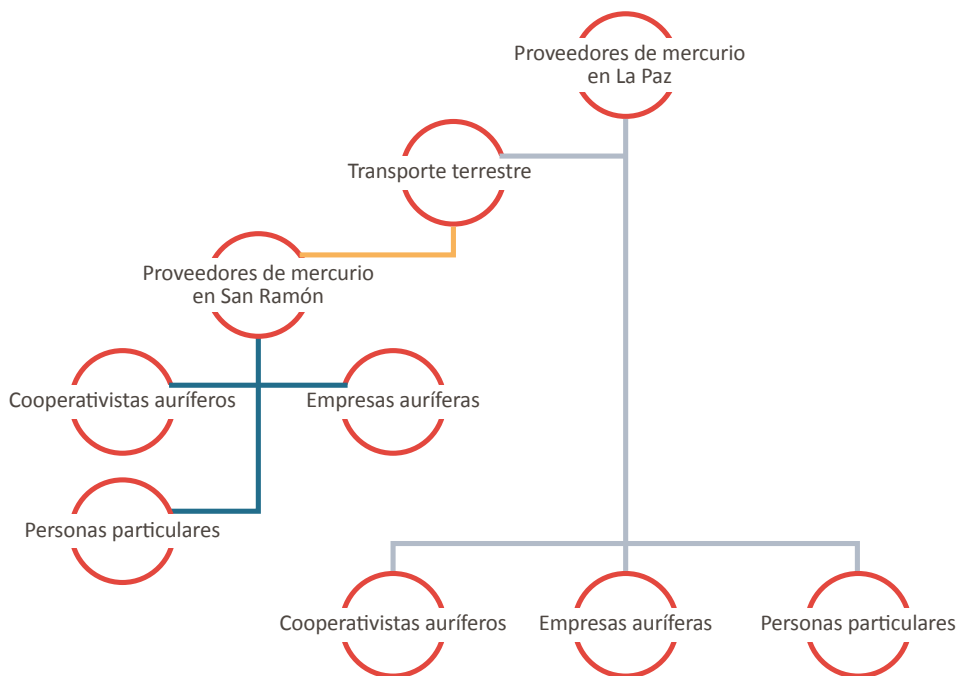 Proveedores de mercurio
en La Paz
Transporte terrestre
Proveedores de mercurio
en San Ramón
Cooperativistas auríferos
Empresas auríferas
Personas particulares
Cooperativistas auríferos
Empresas auríferas
Personas particulares